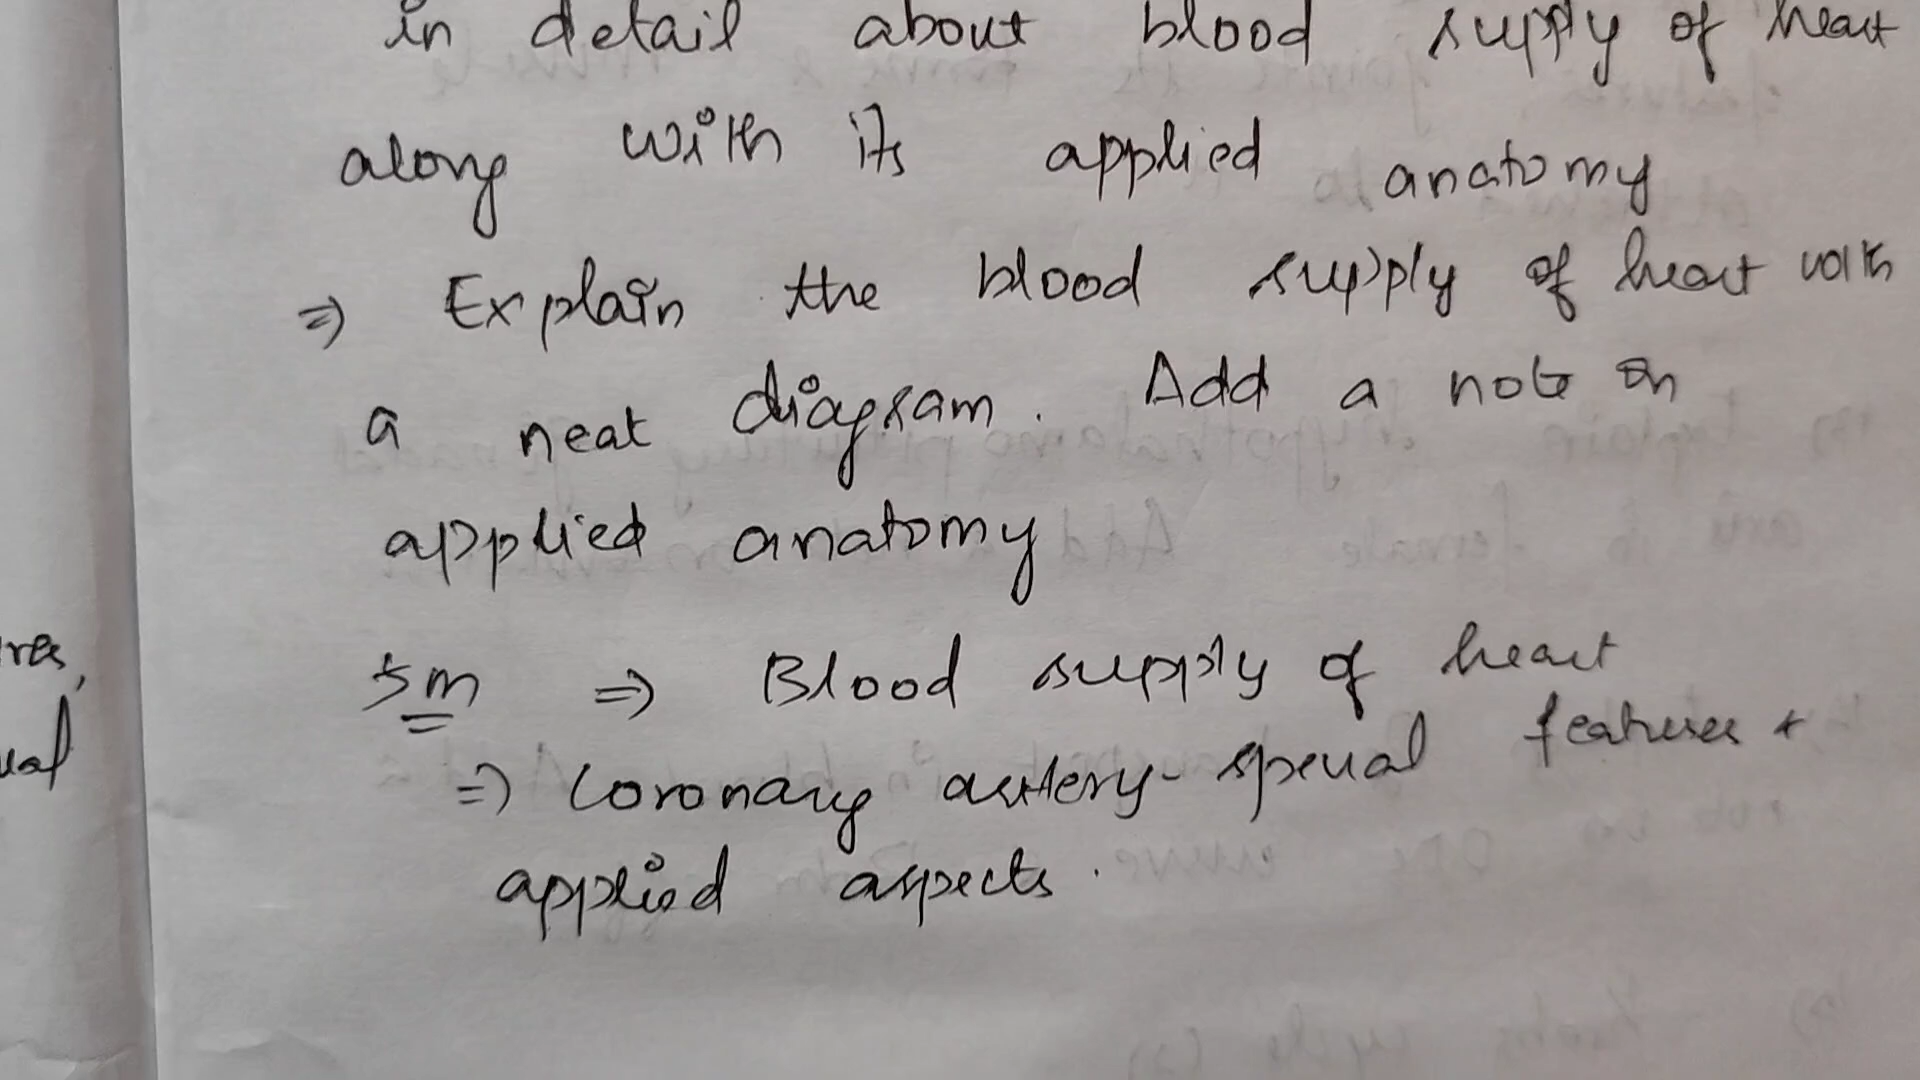 in detail about blood supply of heart
along with its applied anatomy
=> Explain the blood supply of heart with
a neat diagram. Add a note on
applied anatomy
5m => Blood supply of heart
=> Coronary artery - special features +
applied aspects.